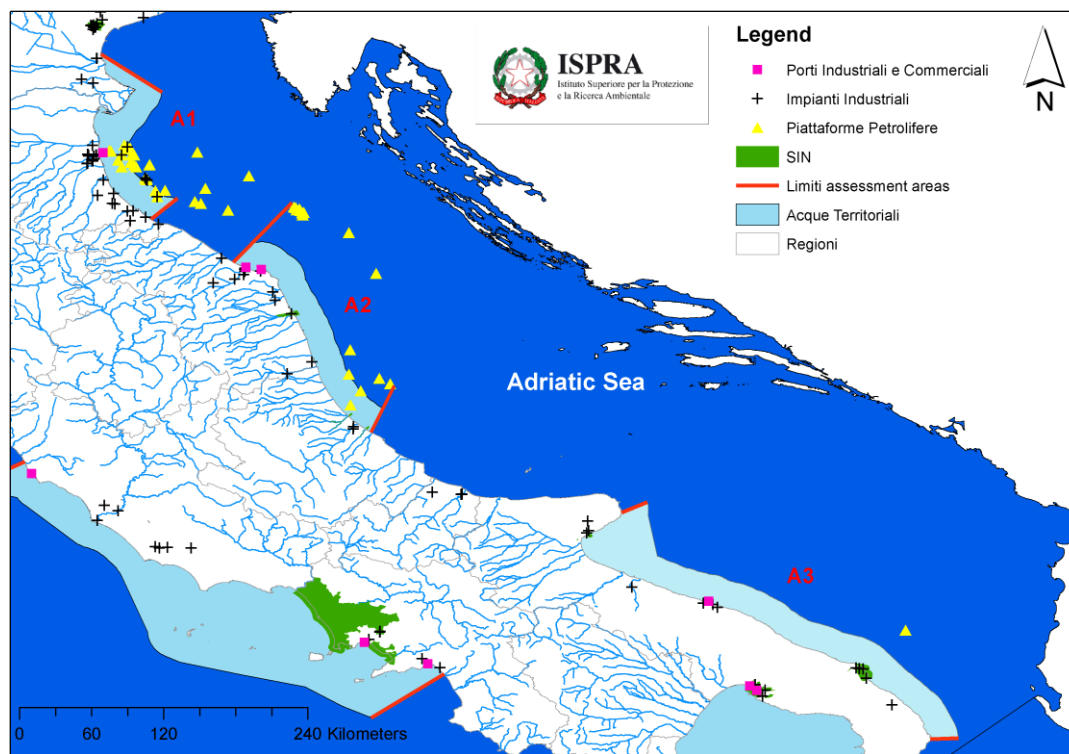 ISPRA
Istituto Superiore per la Protezione
e la Ricerca Ambientale
Legend
Porti Industriali e Commerciali
Impianti Industriali
Piattaforme Petrolifere
SIN
Limiti assessment areas
Acque Territoriali
Regioni
N
A1
A2
Adriatic Sea
A3
0 60 120 240 Kilometers